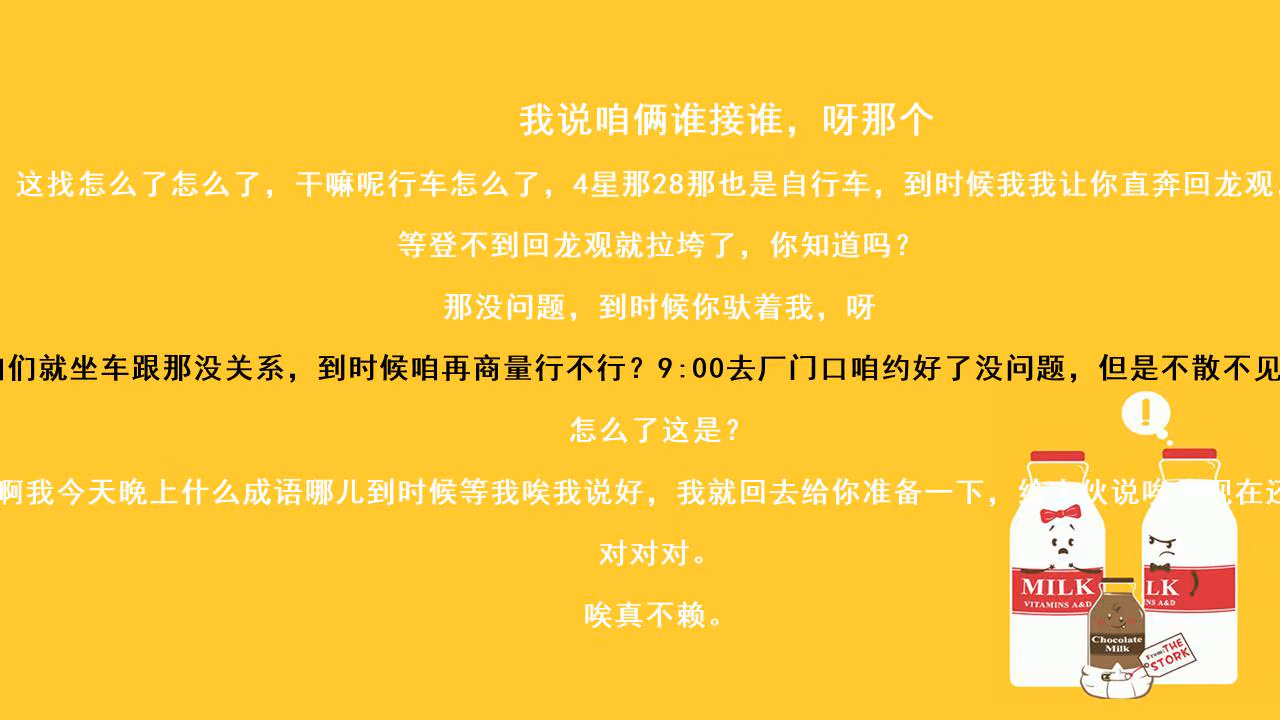 我说咱俩谁接谁，呀那个
这找怎么了怎么了，干嘛呢行车怎么了，4星那28那也是自行车，到时候我我让你直奔回龙观
等登不到回龙观就拉垮了，你知道吗？
那没问题，到时候你驮着我，呀
们就坐车跟那没关系，到时候咱再商量行不行？9:00去厂门口咱约好了没问题，但是不散不见
怎么了这是？
啊我今天晚上什么成语哪儿到时候等我唉我说好，我就回去给你准备一下，伙说现在还
对对对。
唉真不赖。
!
MILK
VITAMINS A&D
LK
INS A&D
Chocolate
Milk
From: THE
STORK